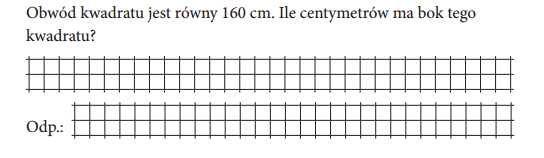 Obwód kwadratu jest równy 160 cm. Ile centymetrów ma bok tego
kwadratu?
Odp.: